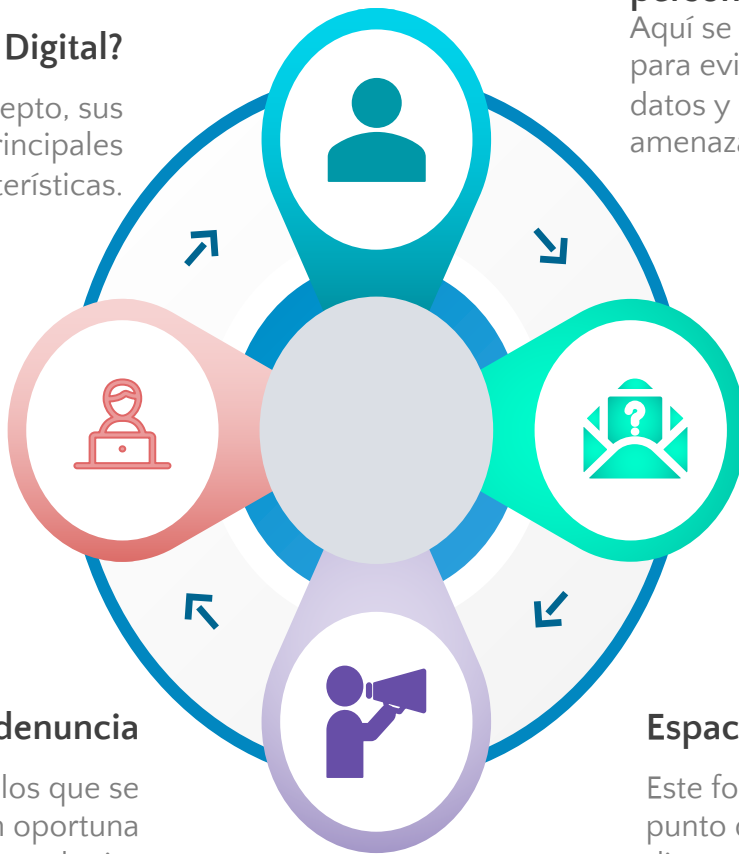 Digital?
epto, sus
rincipales
terísticas.
Aquí se
para evi
datos y
amenaza
?
denuncia
los que se
n oportuna
Espac
Este fo
punto d